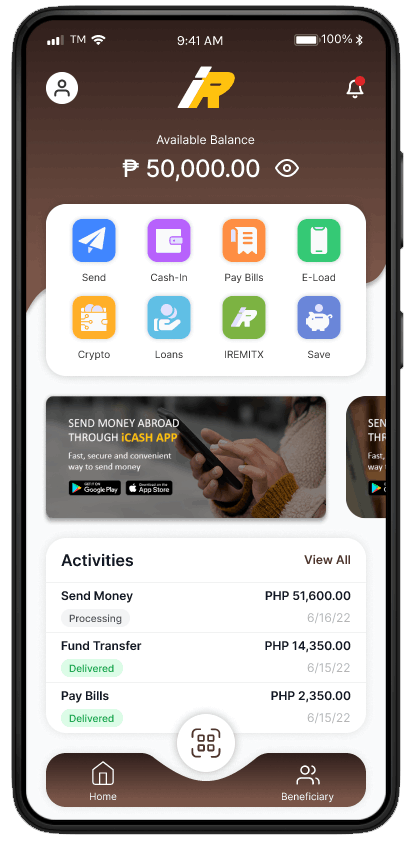 TM 9:41 AM 100%
iR
Available Balance
₱ 50,000.00
Send Cash-In Pay Bills E-Load
iR
Crypto Loans IREMITX Save
SEND MONEY ABROAD
THROUGH iCASH APP
Fast, secure and convenient
way to send money
GET IT ON
Google Play
Download on the
App Store
SEN
THR
Fast,
way t
Activities View All
Send Money PHP 51,600.00
Processing 6/16/22
Fund Transfer PHP 14,350.00
Delivered 6/15/22
Pay Bills PHP 2,350.00
Delivered 6/15/22
Home Beneficiary